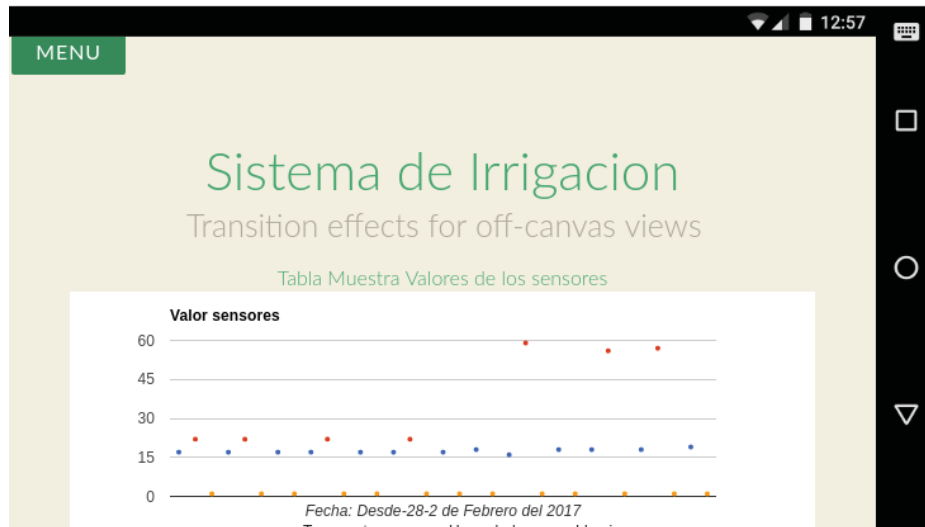 12:57
MENU
Sistema de Irrigacion
Transition effects for off-canvas views
Tabla Muestra Valores de los sensores
Valor sensores
60
45
30
15
0
Fecha: Desde-28-2 de Febrero del 2017